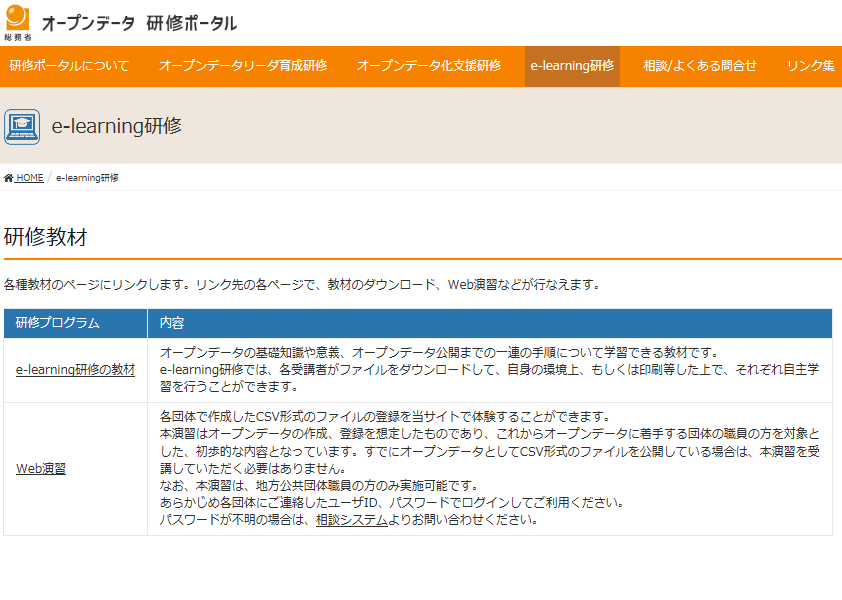 総務省
オープンデータ 研修ポータル
研修ポータルについて オープンデータリーダ育成研修 オープンデータ化支援研修 e-learning研修 相談/よくある問合せ リンク集
e-learning研修
HOME / e-learning研修
研修教材
各種教材のページにリンクします。リンク先の各ページで、教材のダウンロード、Web演習などが行なえます。
研修プログラム 内容
e-learning研修の教材
オープンデータの基礎知識や意義、オープンデータ公開までの一連の手順について学習できる教材です。
e-learning研修では、各受講者がファイルをダウンロードして、自身の環境上、もしくは印刷等した上で、それぞれ自主学
習を行うことができます。
Web演習
各団体で作成したCSV形式のファイルの登録を当サイトで体験することができます。
本演習はオープンデータの作成、登録を想定したものであり、これからオープンデータに着手する団体の職員の方を対象と
した、初歩的な内容となっています。すでにオープンデータとしてCSV形式のファイルを公開している場合は、本演習を受
講していただく必要はありません。
なお、本演習は、地方公共団体職員の方のみ実施可能です。
あらかじめ各団体にご連絡したユーザID、パスワードでログインしてご利用ください。
パスワードが不明の場合は、相談システムよりお問い合わせください。